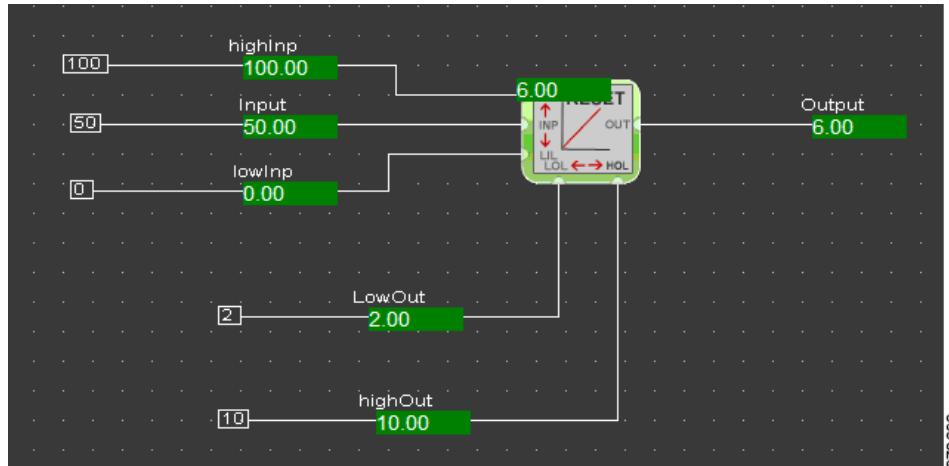 highInp
100
100.00
6.00
RESET
Input
Output
50
50.00
INP
OUT
6.00
LIL
lowInp
LOL
HOL
0
0.00
LowOut
2
2.00
highOut
10
10.00